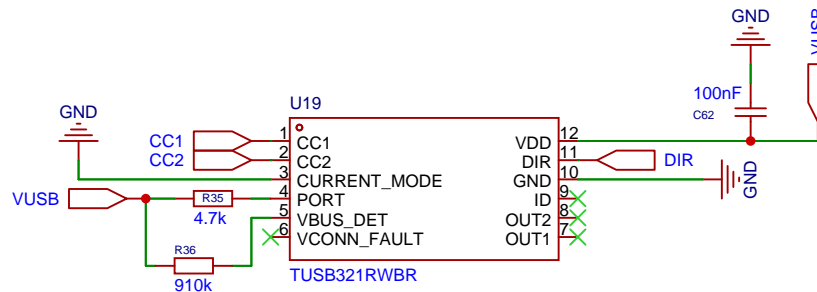 GND
VUSB
100nF
C62
U19
GND
CC1
CC2
1
CC1
VDD
12
2
CC2
DIR
11
DIR
3
CURRENT_MODE
GND
10
GND
VUSB
R35
4.7k
4
PORT
ID
9
5
VBUS_DET
OUT2
8
6
VCONN_FAULT
OUT1
7
R36
910k
TUSB321RWBR